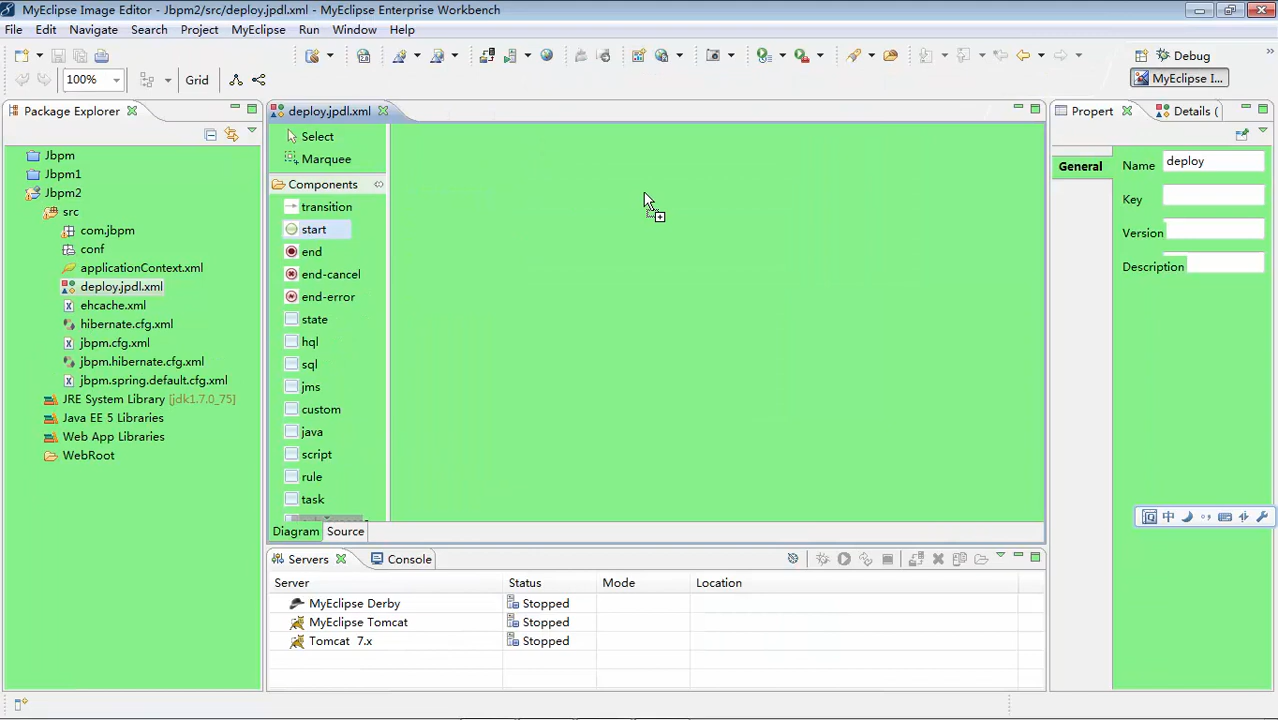 MyEclipse Image Editor - Jbpm2/src/deploy.jpdl.xml - MyEclipse Enterprise Workbench
File Edit Navigate Search Project MyEclipse Run Window Help
Debug
100% Grid MyEclipse I...
Package Explorer
Jbpm
Jbpm1
Jbpm2
src
com.jbpm
conf
applicationContext.xml
deploy.jpdl.xml
ehcache.xml
hibernate.cfg.xml
jbpm.cfg.xml
jbpm.hibernate.cfg.xml
jbpm.spring.default.cfg.xml
JRE System Library [jdk1.7.0_75]
Java EE 5 Libraries
Web App Libraries
WebRoot
deploy.jpdl.xml
Select
Marquee
Components
transition
start
end
end-cancel
end-error
state
hql
sql
jms
custom
java
script
rule
task
Diagram Source
Propert Details (
General
Name deploy
Key
Version
Description
中
Servers Console
Server Status Mode Location
MyEclipse Derby Stopped
MyEclipse Tomcat Stopped
Tomcat 7.x Stopped